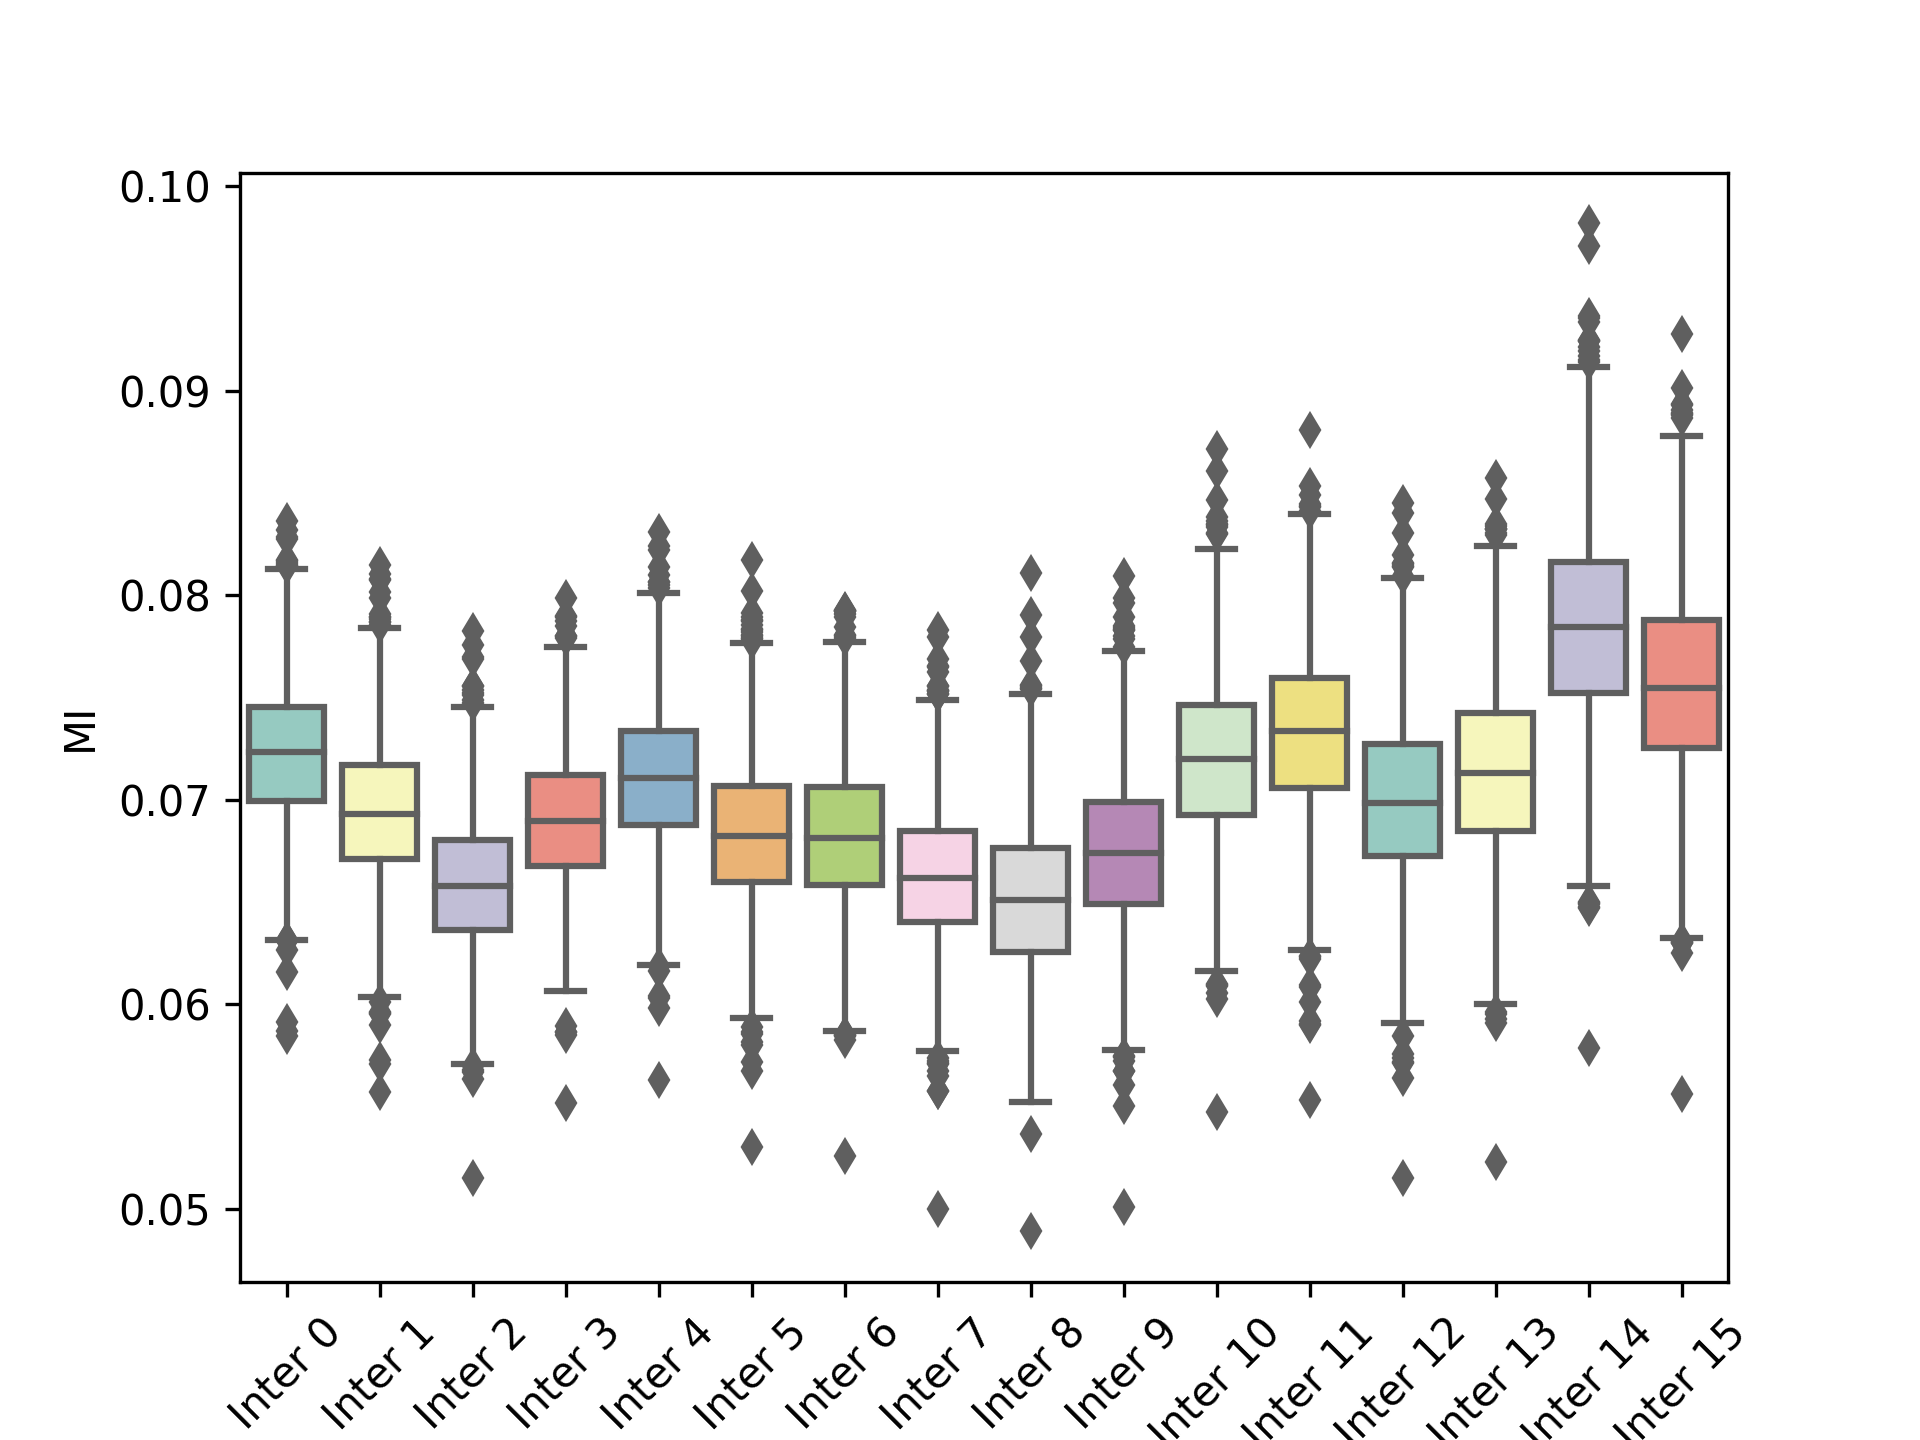 0.10
0.09
0.08
0.07
0.06
0.05
MI
Inter 0
Inter 1
Inter 2
Inter 3
Inter 4
Inter 5
Inter 6
Inter 7
Inter 8
Inter 9
Inter 10
Inter 11
Inter 12
Inter 13
Inter 14
Inter 15